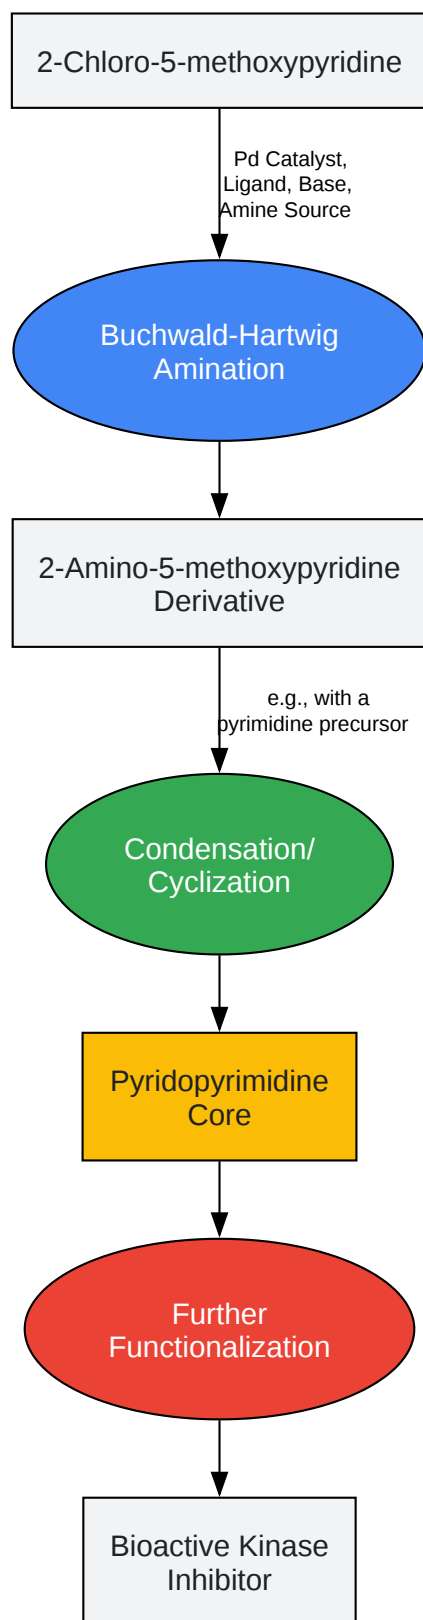 2-Chloro-5-methoxypyridine
Pd Catalyst,
Ligand, Base,
Amine Source
Buchwald-Hartwig
Amination
2-Amino-5-methoxypyridine
Derivative
e.g., with a
pyrimidine precursor
Condensation/
Cyclization
Pyridopyrimidine
Core
Further
Functionalization
Bioactive Kinase
Inhibitor